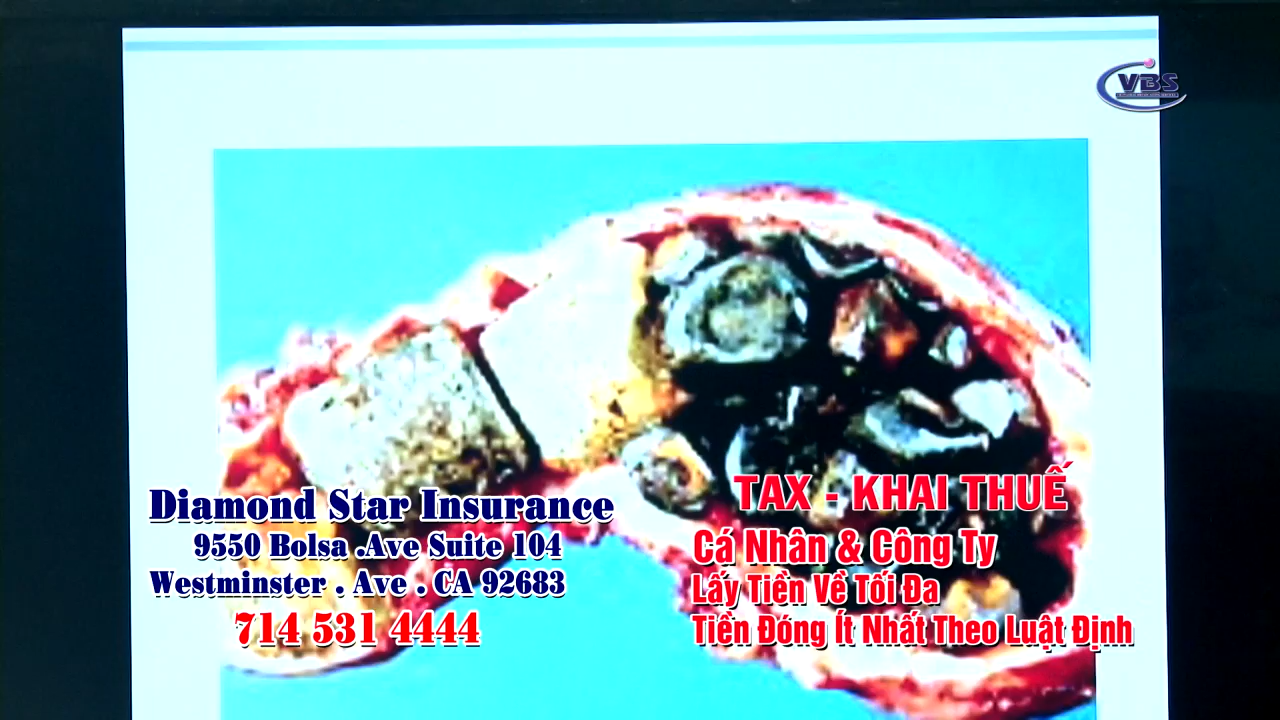 VBS
Diamond Star Insurance
9550 Bolsa .Ave Suite 104
Westminster . Ave . CA 92683
714 531 4444
TAX - KHAI THUẾ
Cá Nhân & Công Ty
Lấy Tiền Về Tối Đa
Tiền Đóng Ít Nhất Theo Luật Định